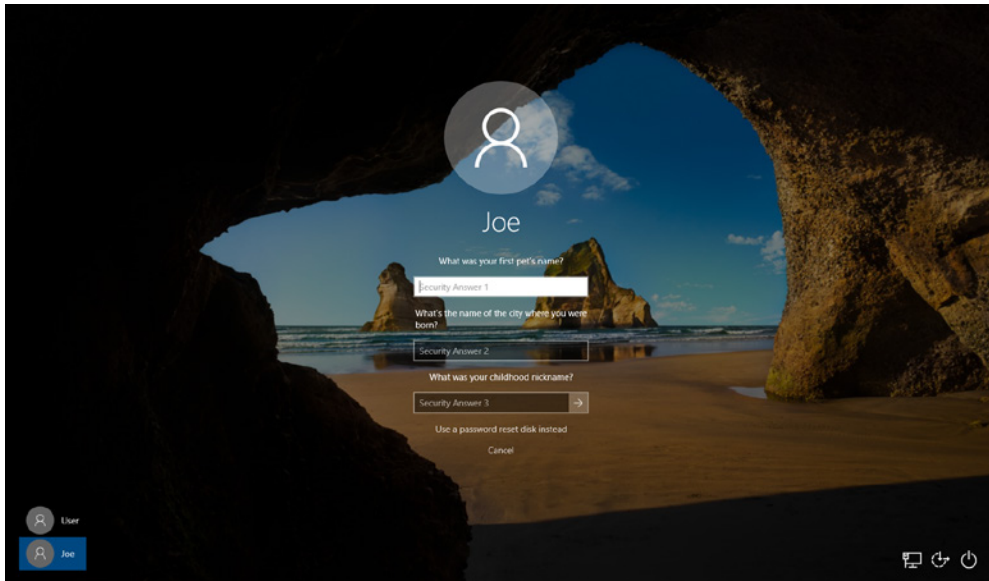 Joe
What was your first pet's name?
Security Answer 1
What's the name of the city where you were
born?
Security Answer 2
What was your childhood nickname?
Security Answer 3
Use a password reset disk instead
Cancel
User
Joe